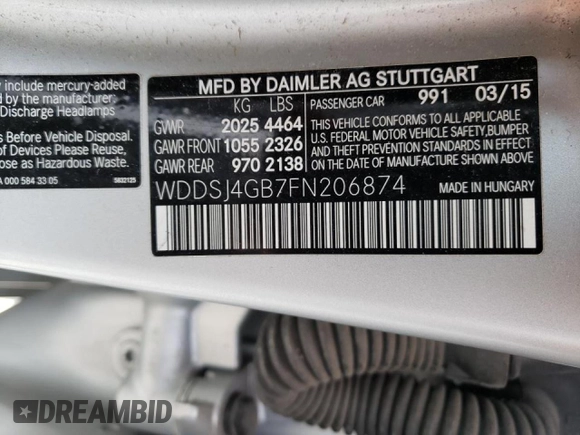 y include mercury-added
by the manufacturer.
Discharge Headlamps
Before Vehicle Disposal.
of Devices Please Reuse,
ose as Hazardous Waste.
A 000 584 33 05
MFD BY DAIMLER AG STUTTGART
KG LBS PASSENGER CAR 991 03/15
GVWR 2025 4464
GAWR FRONT 1055 2326
GAWR REAR 970 2138
THIS VEHICLE CONFORMS TO ALL APPLICABLE
U.S. FEDERAL MOTOR VEHICLE SAFETY, BUMPER
AND THEFT PREVENTION STANDARDS IN EFFECT
ON THE DATE OF MANUFACTURE SHOWN ABOVE.
WDDSJ4GB7FN206874 MADE IN HUNGARY
DREAMBID